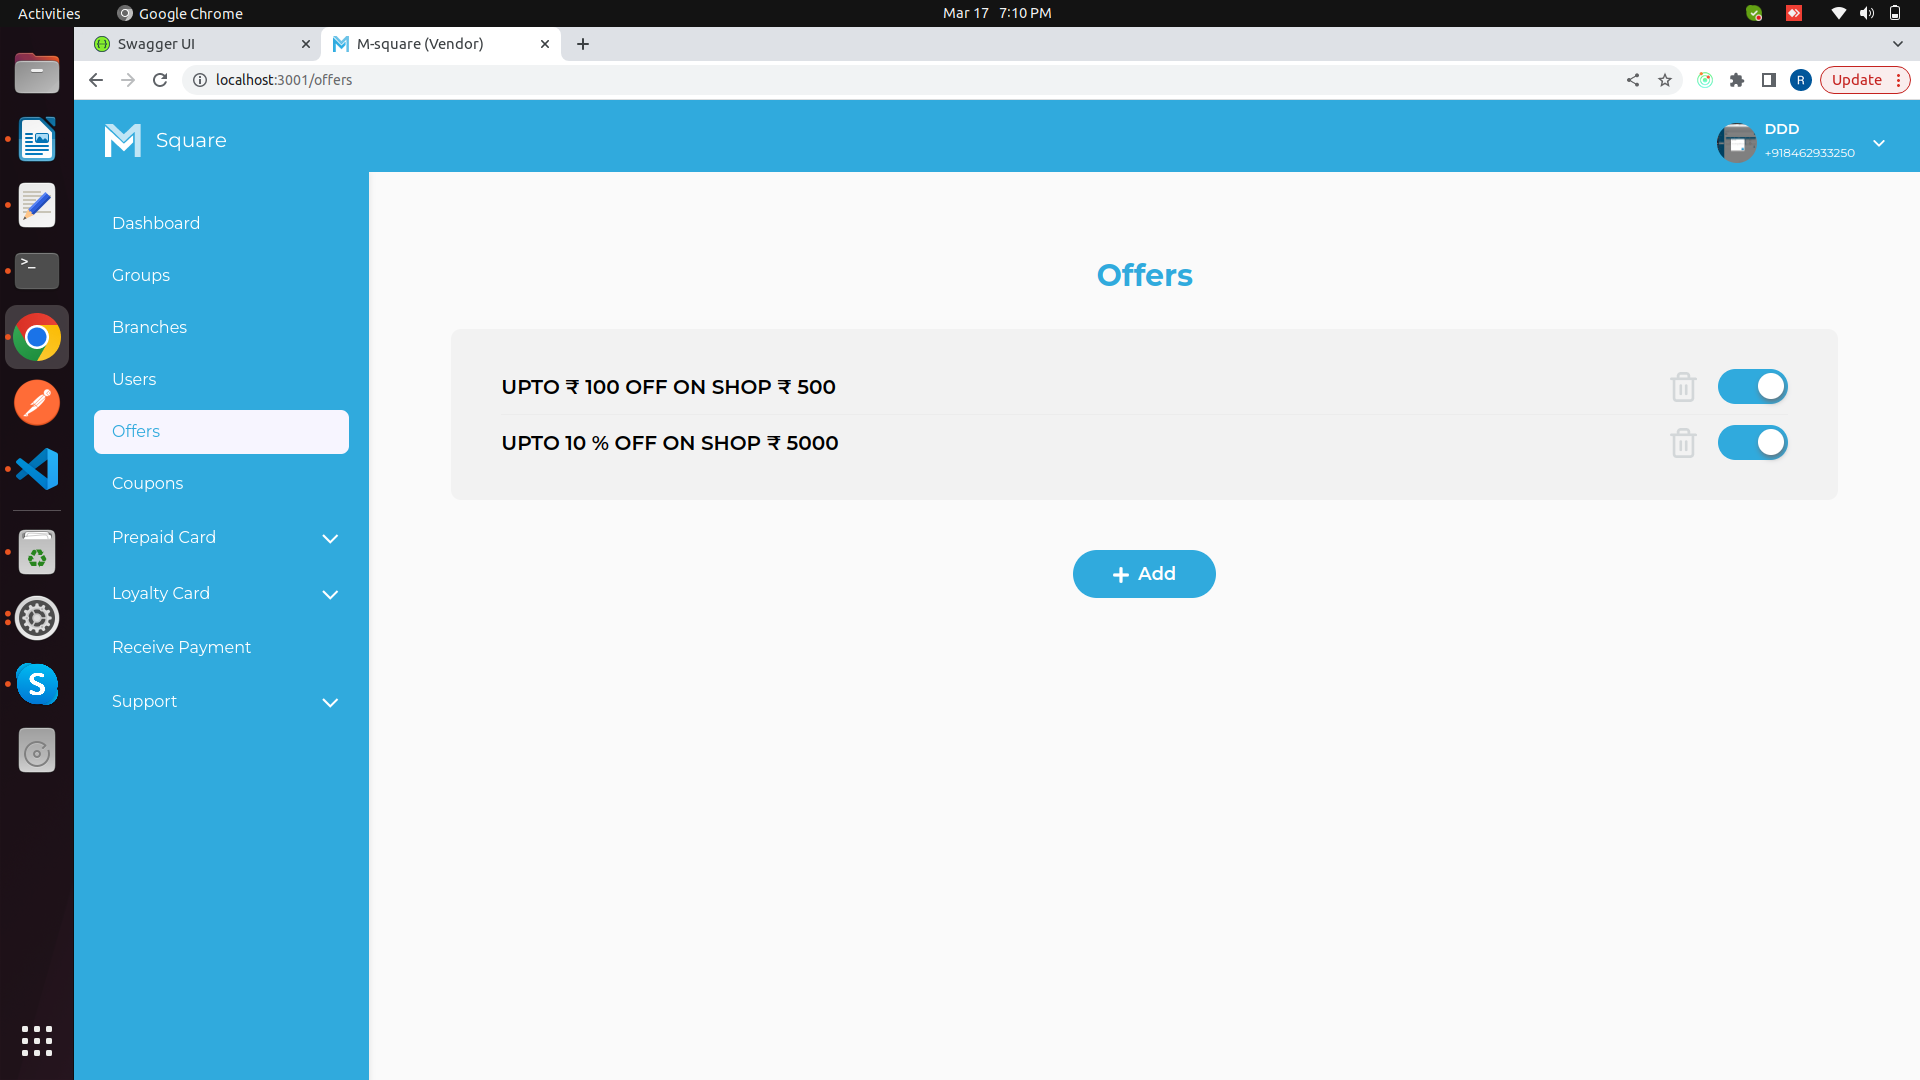 Activities
Google Chrome
Mar 17 7:10 PM
Swagger UI
M-square (Vendor)
localhost:3001/offers
R
Update
M Square
DDD
+918462933250
Dashboard
Groups
Branches
Users
Offers
Coupons
Prepaid Card
Loyalty Card
Receive Payment
Support
Offers
UPTO ₹ 100 OFF ON SHOP ₹ 500
UPTO 10 % OFF ON SHOP ₹ 5000
+ Add